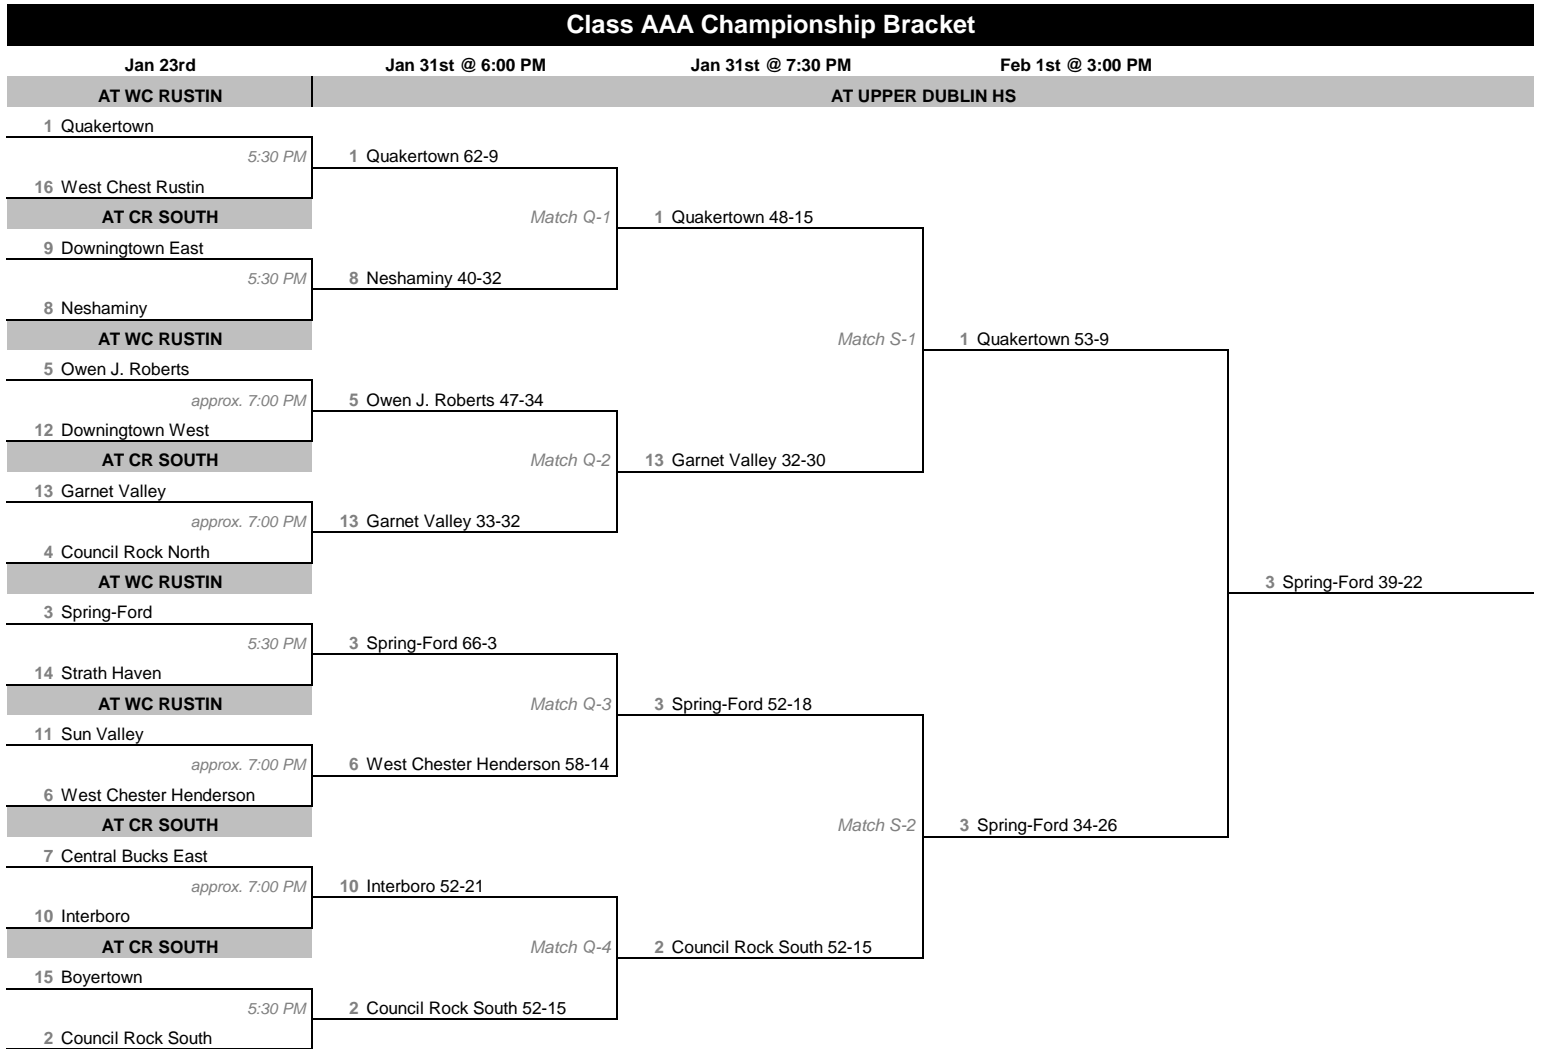 Class AAA Championship Bracket
Jan 23rd Jan 31st @ 6:00 PM Jan 31st @ 7:30 PM Feb 1st @ 3:00 PM
AT WC RUSTIN AT UPPER DUBLIN HS
1 Quakertown
5:30 PM 1 Quakertown 62-9
16 West Chest Rustin
AT CR SOUTH Match Q-1 1 Quakertown 48-15
9 Downingtown East
5:30 PM 8 Neshaminy 40-32
8 Neshaminy
AT WC RUSTIN Match S-1 1 Quakertown 53-9
5 Owen J. Roberts
approx. 7:00 PM 5 Owen J. Roberts 47-34
12 Downingtown West
AT CR SOUTH Match Q-2 13 Garnet Valley 32-30
13 Garnet Valley
approx. 7:00 PM 13 Garnet Valley 33-32
4 Council Rock North
AT WC RUSTIN 3 Spring-Ford 39-22
3 Spring-Ford
5:30 PM 3 Spring-Ford 66-3
14 Strath Haven
AT WC RUSTIN Match Q-3 3 Spring-Ford 52-18
11 Sun Valley
approx. 7:00 PM 6 West Chester Henderson 58-14
6 West Chester Henderson
AT CR SOUTH Match S-2 3 Spring-Ford 34-26
7 Central Bucks East
approx. 7:00 PM 10 Interboro 52-21
10 Interboro
AT CR SOUTH Match Q-4 2 Council Rock South 52-15
15 Boyertown
5:30 PM 2 Council Rock South 52-15
2 Council Rock South